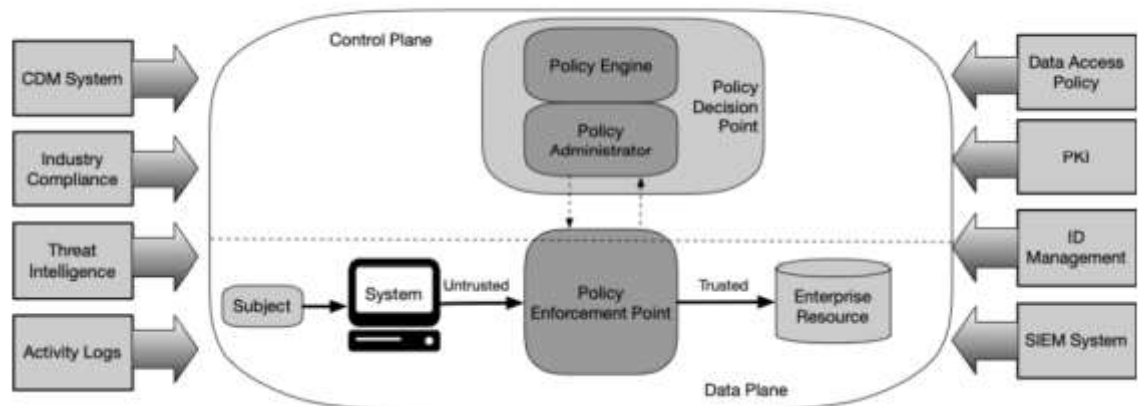 Control Plane
CDM System
Industry
Compliance
Threat
Intelligence
Activity Logs
Policy Engine
Policy
Administrator
Policy
Decision
Point
Subject
System
Untrusted
Policy
Enforcement Point
Trusted
Enterprise
Resource
Data Plane
Data Access
Policy
PKI
ID
Management
SIEM System